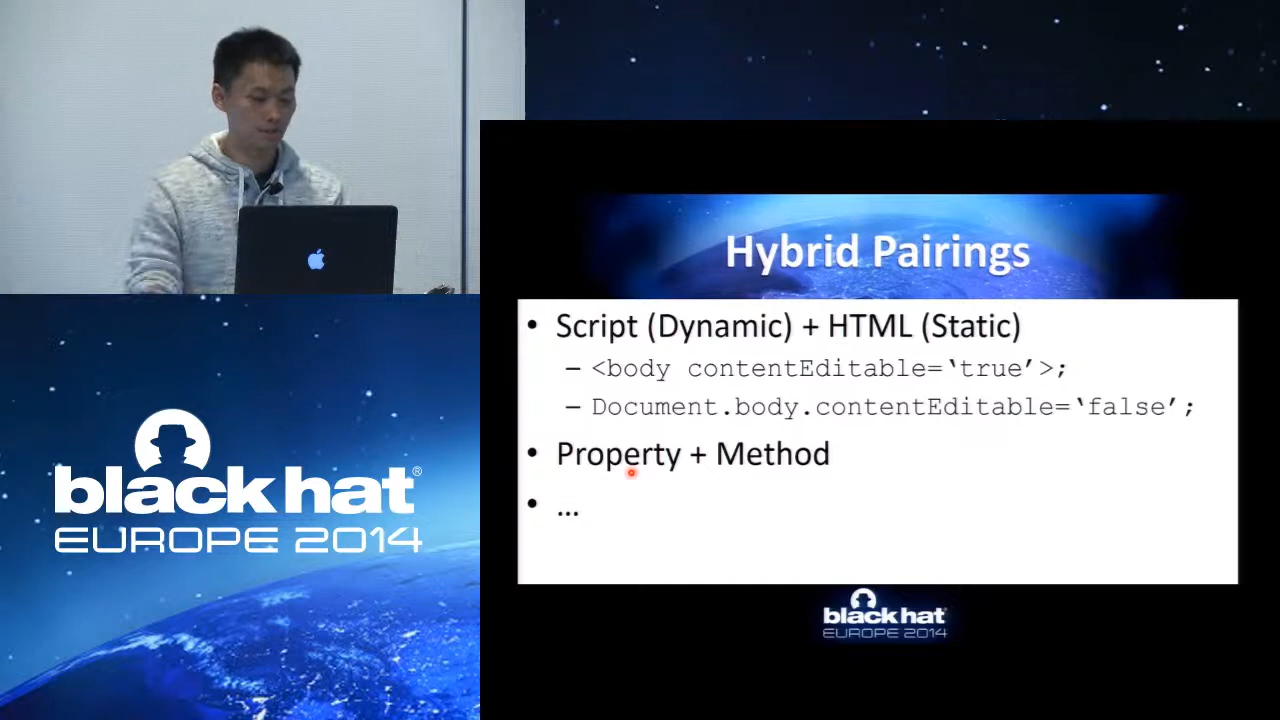 Hybrid Pairings
• Script (Dynamic) + HTML (Static)
– <body contentEditable=‘true’>;
– Document.body.contentEditable=‘false’;
• Property + Method
• ...
black hat®
EUROPE 2014
black hat
EUROPE 2014